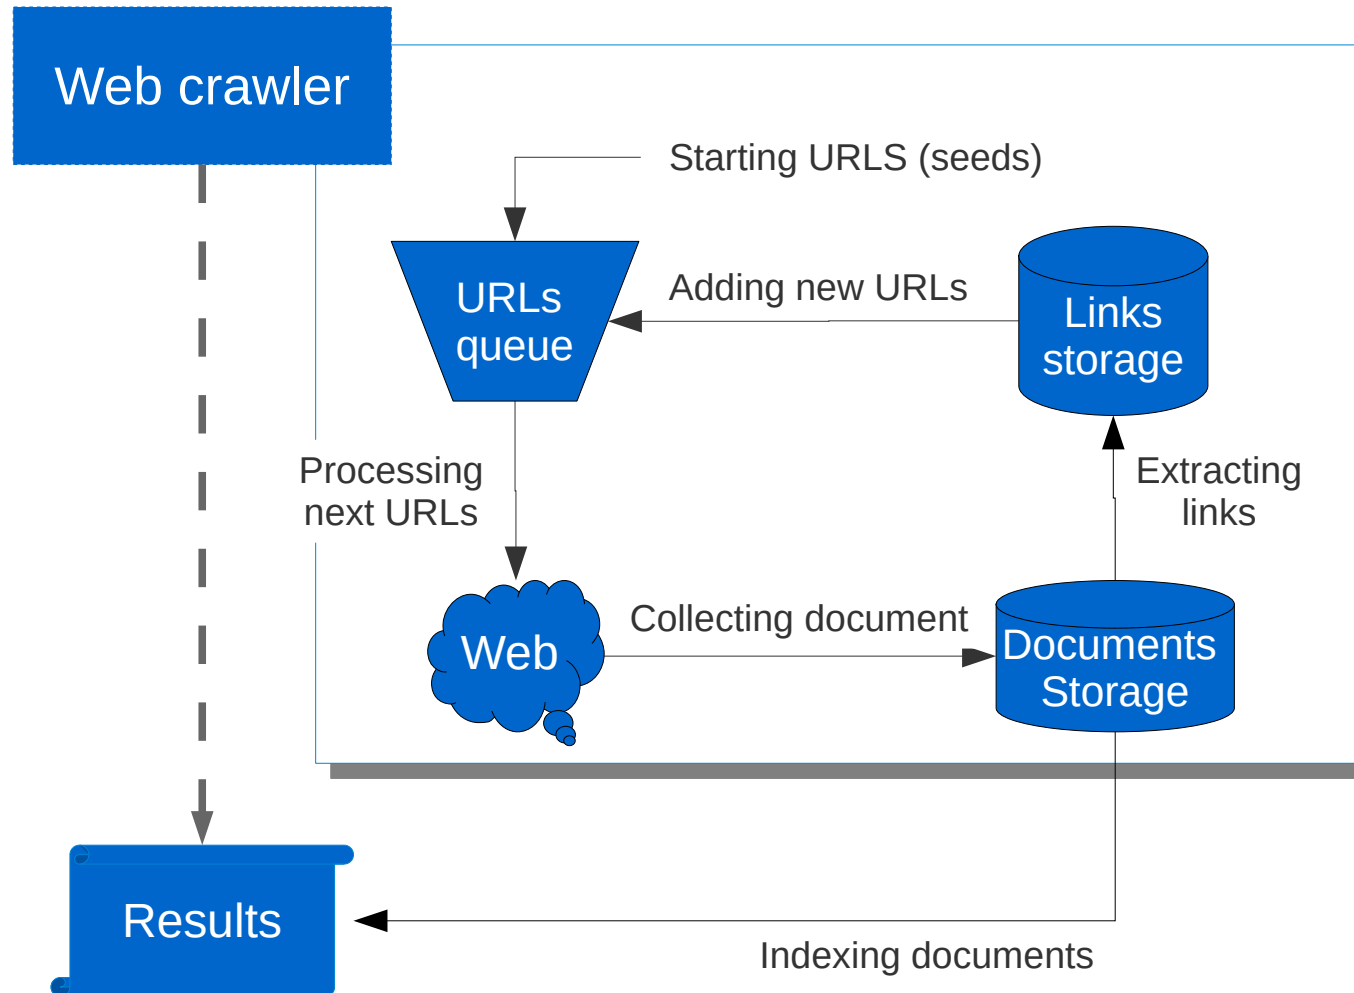 Web crawler
Starting URLS (seeds)
URLs
queue
Adding new URLs
Links
storage
Processing
next URLs
Extracting
links
Web
Collecting document
Documents
Storage
Results
Indexing documents